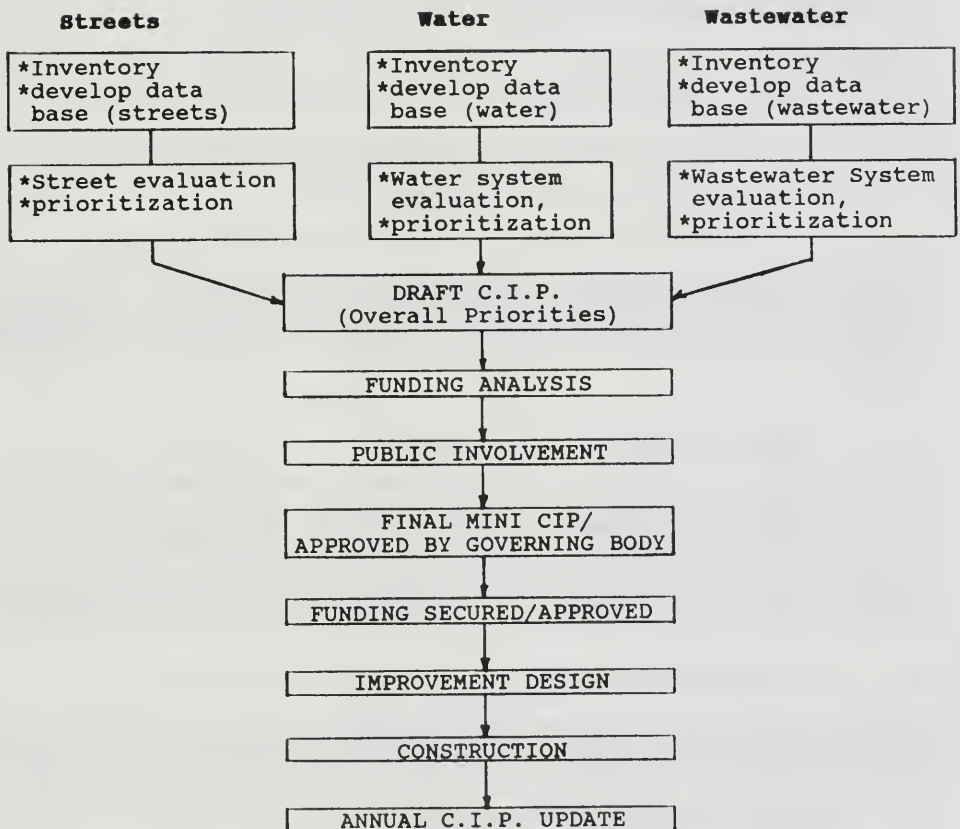 Streets
Water
Wastewater
*Inventory
*develop data
base (streets)
*Inventory
*develop data
base (water)
*Inventory
*develop data
base (wastewater)
*Street evaluation
*prioritization
*Water system
evaluation,
*prioritization
*Wastewater System
evaluation,
*prioritization
DRAFT C.I.P.
(Overall Priorities)
FUNDING ANALYSIS
PUBLIC INVOLVEMENT
FINAL MINI CIP/
APPROVED BY GOVERNING BODY
FUNDING SECURED/APPROVED
IMPROVEMENT DESIGN
CONSTRUCTION
ANNUAL C.I.P. UPDATE